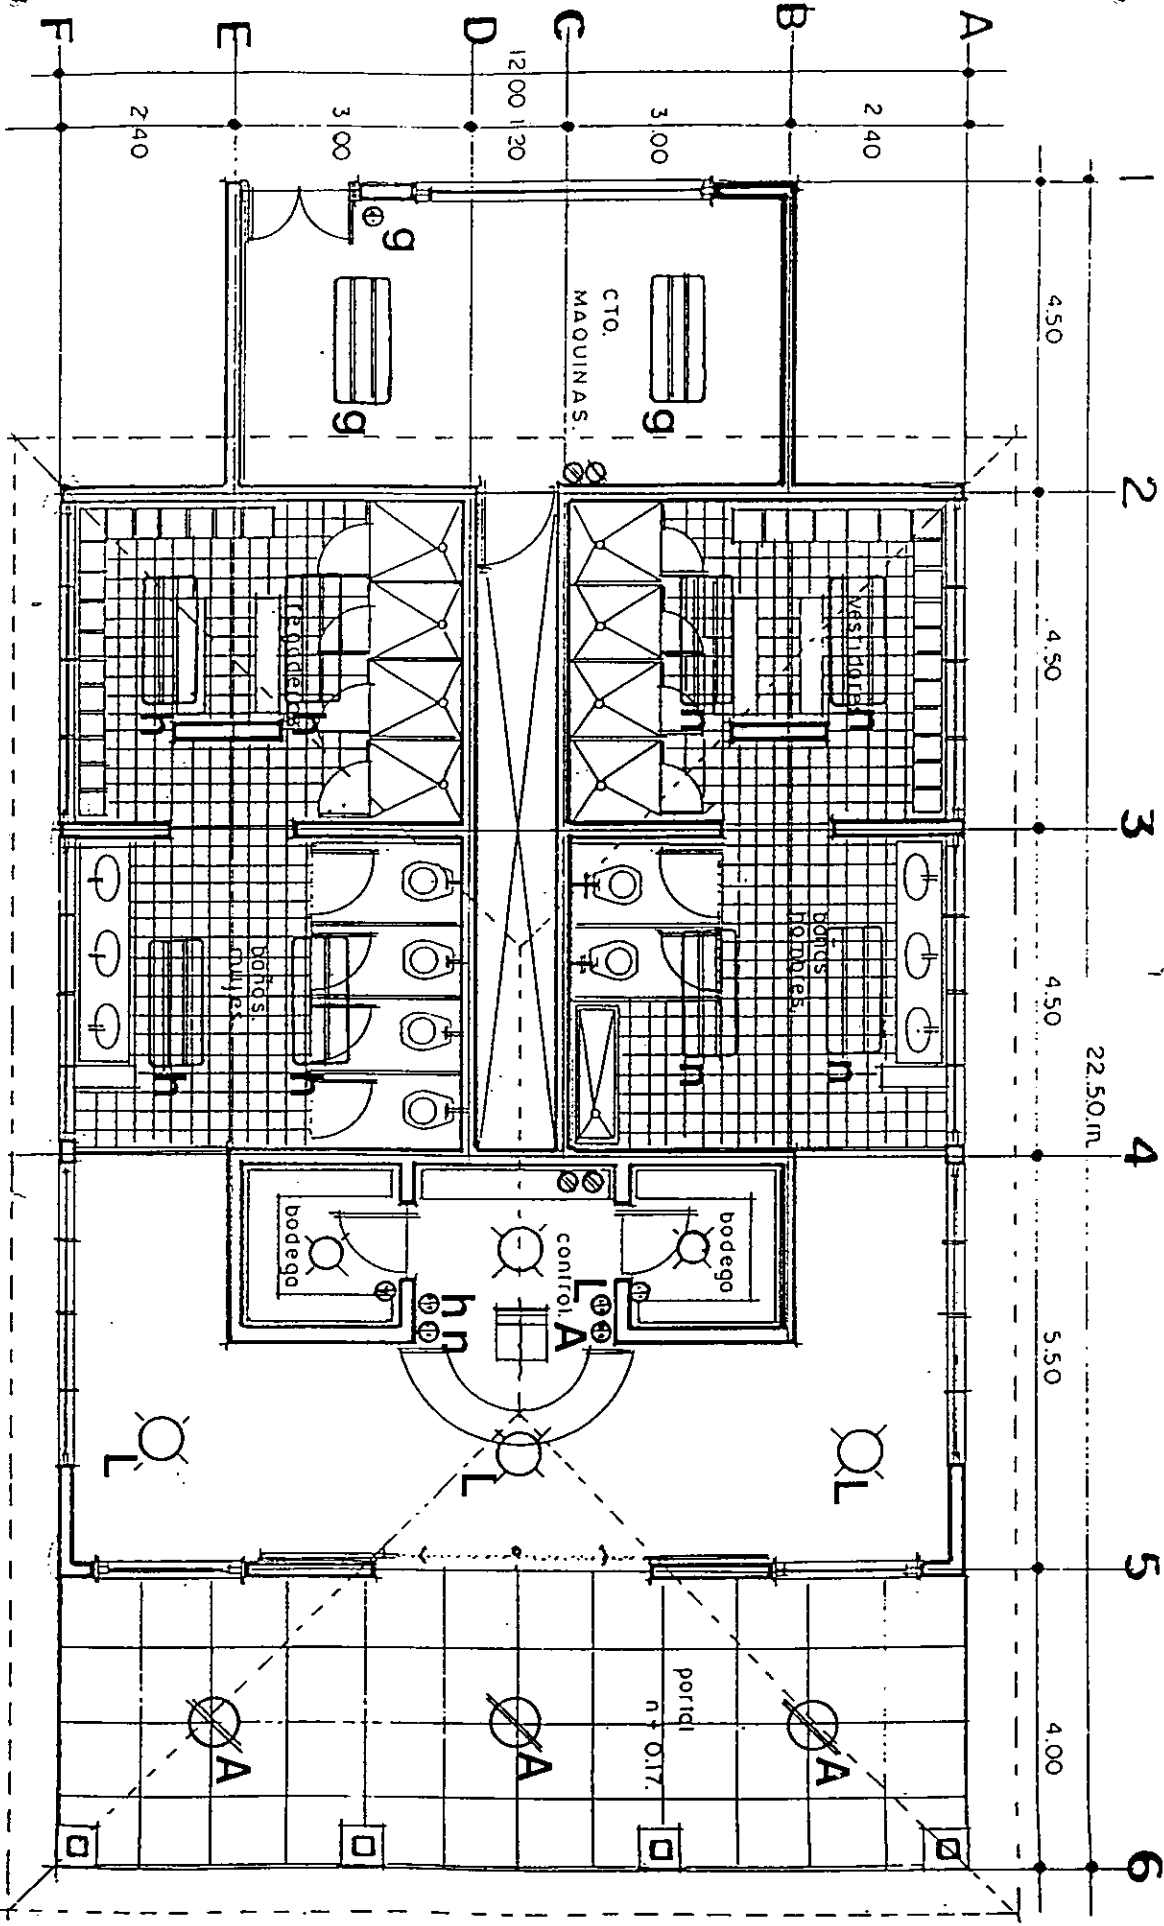 F
E
D
C
B
A
2.40
3.00
12.00
1.20
3.00
2.40
1
2
3
4
5
6
4.50
4.50
4.50
5.50
4.00
22.50.m.
g
g
g
CTO.
MAQUINAS.
regaderas
vestidores
n
n
n
n
baños.
mujres.
baños
hombres.
n
n
n
n
bodega
control.
bodega
h
n
L
A
L
L
L
portal
n + 0.17.
A
A
A